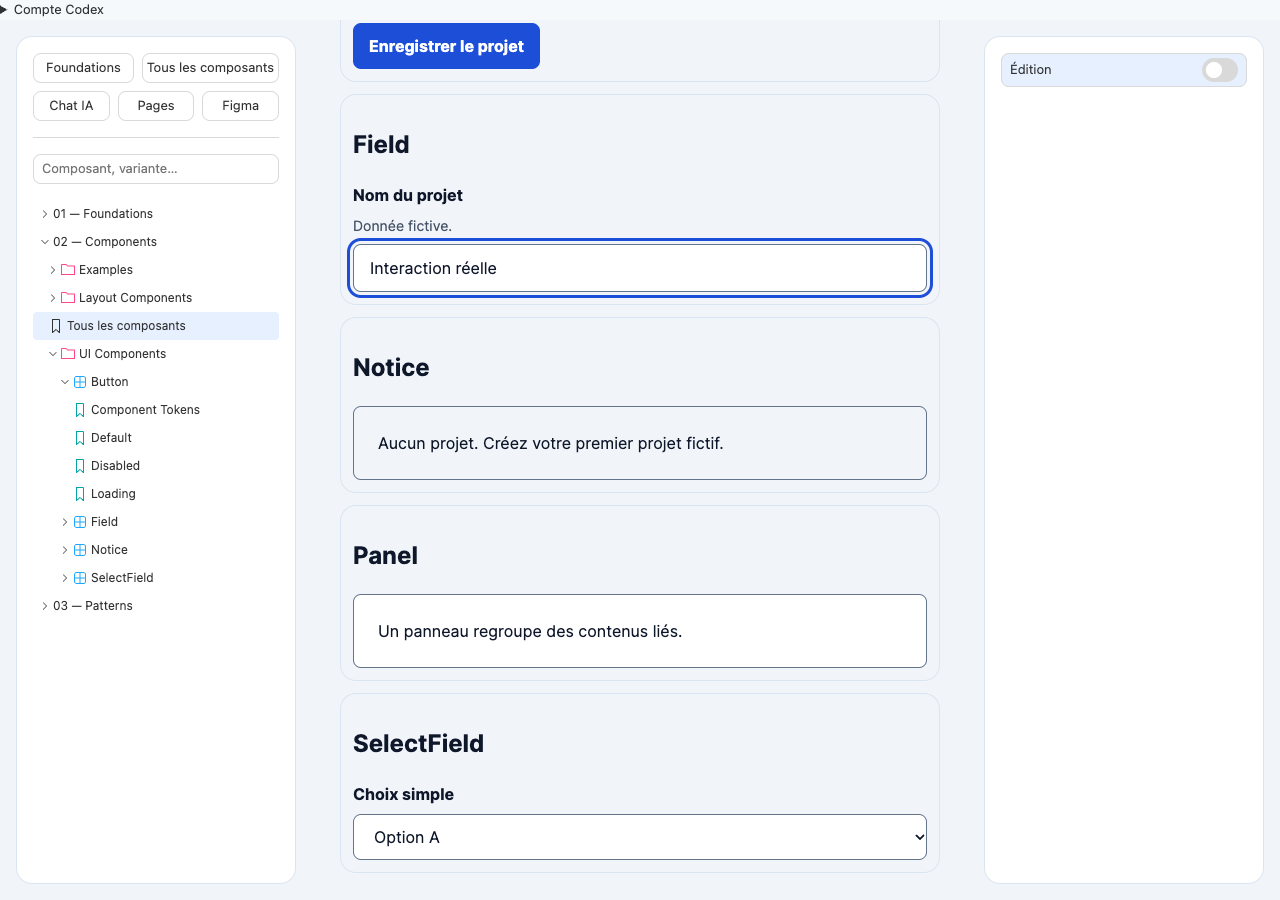 Compte Codex
Foundations
Tous les composants
Chat IA
Pages
Figma
Composant, variante…
01 — Foundations
02 — Components
Examples
Layout Components
Tous les composants
UI Components
Button
Component Tokens
Default
Disabled
Loading
Field
Notice
SelectField
03 — Patterns
Enregistrer le projet
Field
Nom du projet
Donnée fictive.
Interaction réelle
Notice
Aucun projet. Créez votre premier projet fictif.
Panel
Un panneau regroupe des contenus liés.
SelectField
Choix simple
Option A
Édition